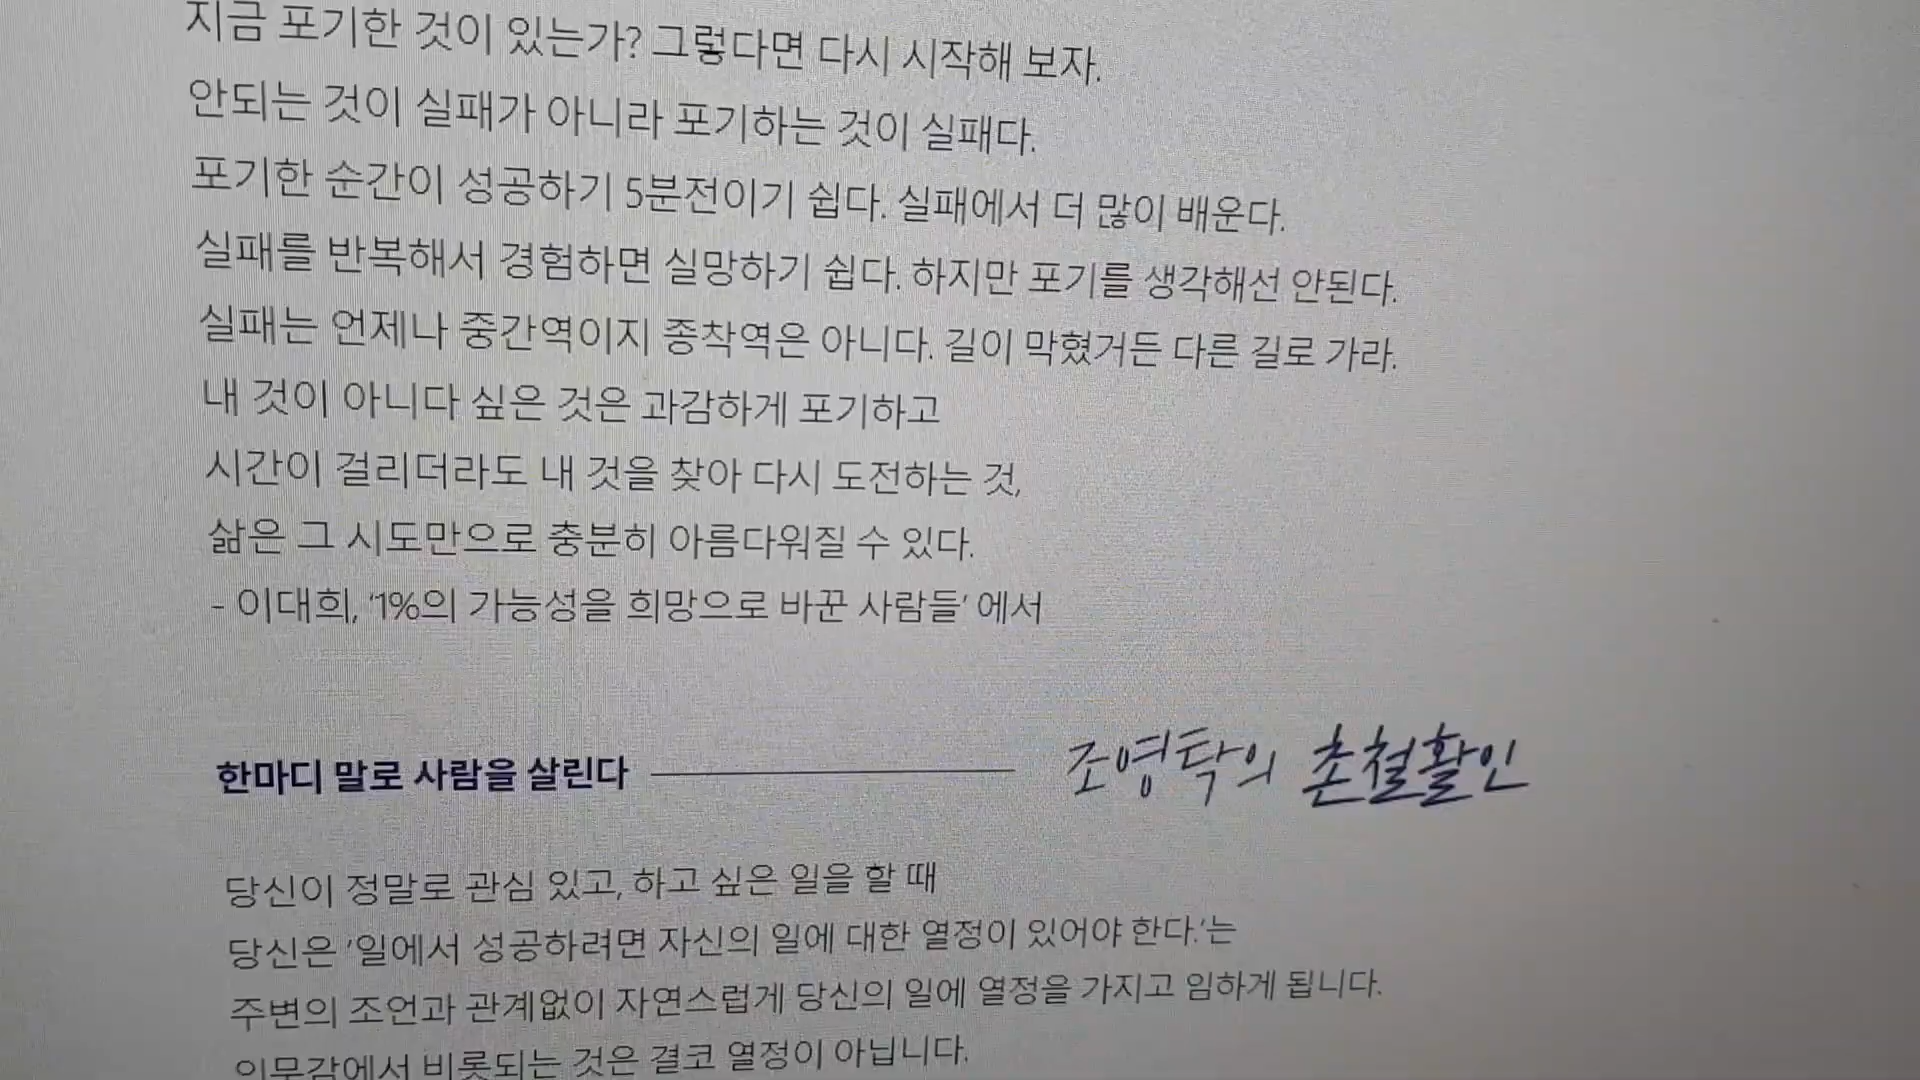 지금 포기한 것이 있는가? 그렇다면 다시 시작해 보자.
안되는 것이 실패가 아니라 포기하는 것이 실패다.
포기한 순간이 성공하기 5분전이기 쉽다. 실패에서 더 많이 배운다.
실패를 반복해서 경험하면 실망하기 쉽다. 하지만 포기를 생각해선 안된다.
실패는 언제나 중간역이지 종착역은 아니다. 길이 막혔거든 다른 길로 가라.
내 것이 아니다 싶은 것은 과감하게 포기하고
시간이 걸리더라도 내 것을 찾아 다시 도전하는 것,
삶은 그 시도만으로 충분히 아름다워질 수 있다.
- 이대희, '1%의 가능성을 희망으로 바꾼 사람들' 에서
한마디 말로 사람을 살린다 조영탁의 촌철활인
당신이 정말로 관심 있고, 하고 싶은 일을 할 때
당신은 '일에서 성공하려면 자신의 일에 대한 열정이 있어야 한다.'는
주변의 조언과 관계없이 자연스럽게 당신의 일에 열정을 가지고 임하게 됩니다.
의무감에서 비롯되는 것은 결코 열정이 아닙니다.